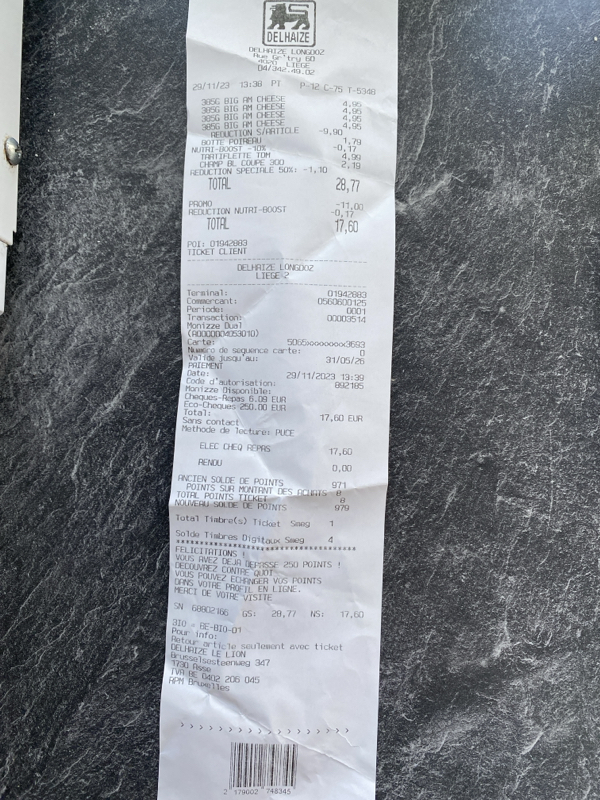 DELHAIZE
DELHAIZE LONGDOZ
Rue Gr'try 60
4020 LIEGE
04/342.49.02
29/11/23 13:38 PT P-12 C-75 T-5348
385G BIG AM CHEESE 4,95
385G BIG AM CHEESE 4,95
385G BIG AM CHEESE 4,95
385G BIG AM CHEESE 4,95
REDUCTION S/ARTICLE -9,90
BOTTE POIREAU 1,79
NUTRI-BOOST -10% -0,17
TARTIFLETTE TOM 4,99
CHAMP BL COUPE 300 2,19
REDUCTION SPECIALE 50%: -1,10
TOTAL 28,77
PROMO -11,00
REDUCTION NUTRI-BOOST -0,17
TOTAL 17,60
POI: 01942883
TICKET CLIENT
DELHAIZE LONGDOZ
LIEGE 2
Terminal: 01942883
Commercant: 0560600125
Periode: 0001
Transaction: 00003514
Monizze Dual
(A0000004953010)
Carte: 5065xxxxxxxx3693
Numero de sequence carte: 0
Valide jusqu'au: 31/05/26
PAIEMENT
Date: 29/11/2023 13:39
Code d'autorisation: 892185
Monizze Disponible:
Cheques-Repas 6.09 EUR
Eco-Cheques 250.00 EUR
Total: 17,60 EUR
Sans contact
Methode de lecture: PUCE
ELEC CHEQ REPAS 17,60
RENDU 0,00
ANCIEN SOLDE DE POINTS 971
POINTS SUR MONTANT DES ACHATS 8
TOTAL POINTS TICKET 8
NOUVEAU SOLDE DE POINTS 979
Total Timbre(s) Ticket Smeg 1
Solde Timbres Digitaux Smeg 4
****************************************
FELICITATIONS !
VOUS AVEZ DEJA DEPASSE 250 POINTS !
DECOUVREZ CONTRE QUOI
VOUS POUVEZ ECHANGER VOS POINTS
DANS VOTRE PROFIL EN LIGNE.
MERCI DE VOTRE VISITE
SN 68902166 GS: 28,77 NS: 17,60
BIO = BE-BIO-01
Pour info:
Retour article seulement avec ticket
DELHAIZE LE LION
Brusselsesteenweg 347
1730 Asse
TVA BE 0402 206 045
RPM Bruxelles
> > > > > > > > > > > > > > > > > >
2 179002 748345